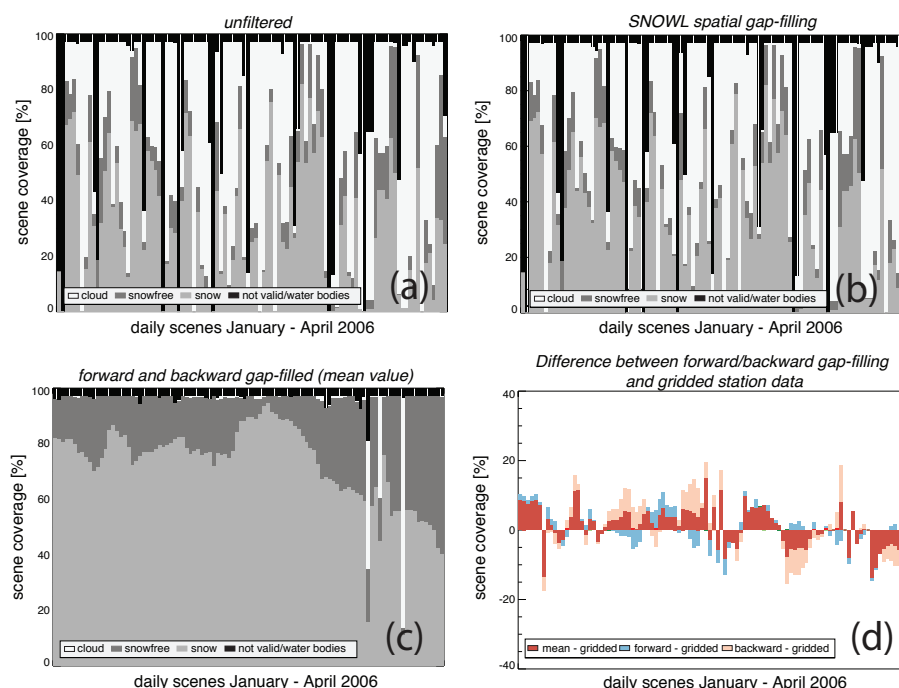 unfiltered
100
80
60
40
20
0
scene coverage [%]
(a)
cloud snowfree snow not valid/water bodies
daily scenes January - April 2006
SNOWL spatial gap-filling
100
80
60
40
20
0
scene coverage [%]
(b)
cloud snowfree snow not valid/water bodies
daily scenes January - April 2006
forward and backward gap-filled (mean value)
100
80
60
40
20
0
scene coverage [%]
(c)
cloud snowfree snow not valid/water bodies
daily scenes January - April 2006
Difference between forward/backward gap-filling
and gridded station data
40
20
0
-20
-40
scene coverage [%]
(d)
mean - gridded forward - gridded backward - gridded
daily scenes January - April 2006